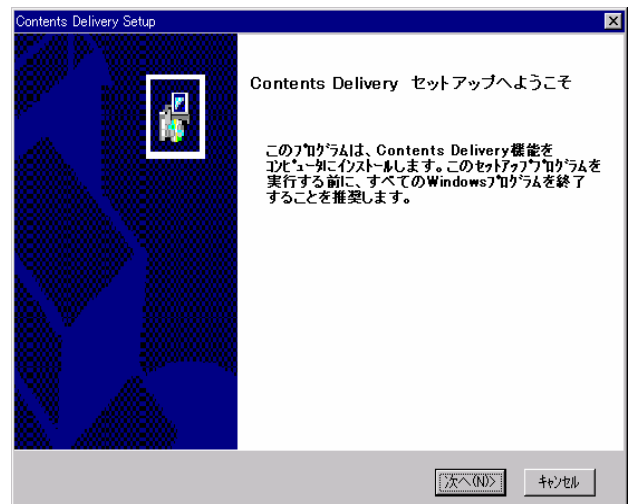 Contents Delivery Setup
Contents Delivery セットアップへようこそ
このﾌﾟﾛｸﾞﾗﾑは、Contents Delivery機能を
ｺﾝﾋﾟｭｰﾀにｲﾝｽﾄｰﾙします。このｾｯﾄｱｯﾌﾟﾌﾟﾛｸﾞﾗﾑを
実行する前に、すべてのWindowsﾌﾟﾛｸﾞﾗﾑを終了
することを推奨します。
次へ(N)>
ｷｬﾝｾﾙ